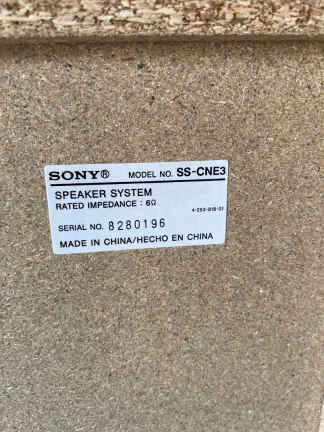 SONY® MODEL NO. SS-CNE3
SPEAKER SYSTEM
RATED IMPEDANCE : 6Ω
SERIAL NO. 8280196
MADE IN CHINA/HECHO EN CHINA